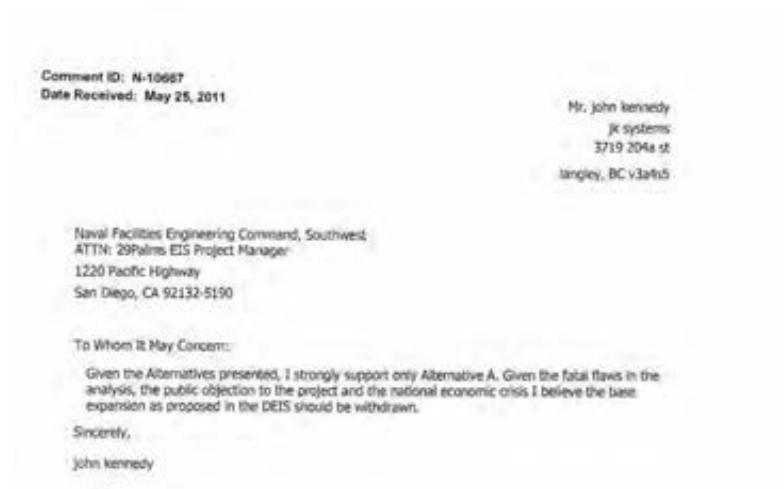 Comment ID: N-10667
Date Received: May 25, 2011
Mr. john kennedy
jk systems
3719 204a st
langley, BC v3a4s5
Naval Facilities Engineering Command, Southwest
ATTN: 29Palms EIS Project Manager
1220 Pacific Highway
San Diego, CA 92132-5190
To Whom It May Concern:
Given the Alternatives presented, I strongly support only Alternative A. Given the fatal flaws in the
analysis, the public objection to the project and the national economic crisis I believe the base
expansion as proposed in the DEIS should be withdrawn.
Sincerely,
john kennedy